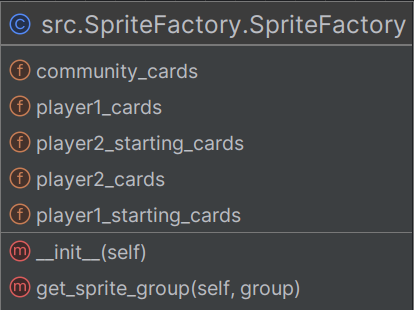 C src.SpriteFactory.SpriteFactory
f community_cards
f player1_cards
f player2_starting_cards
f player2_cards
f player1_starting_cards
m __init__(self)
m get_sprite_group(self, group)